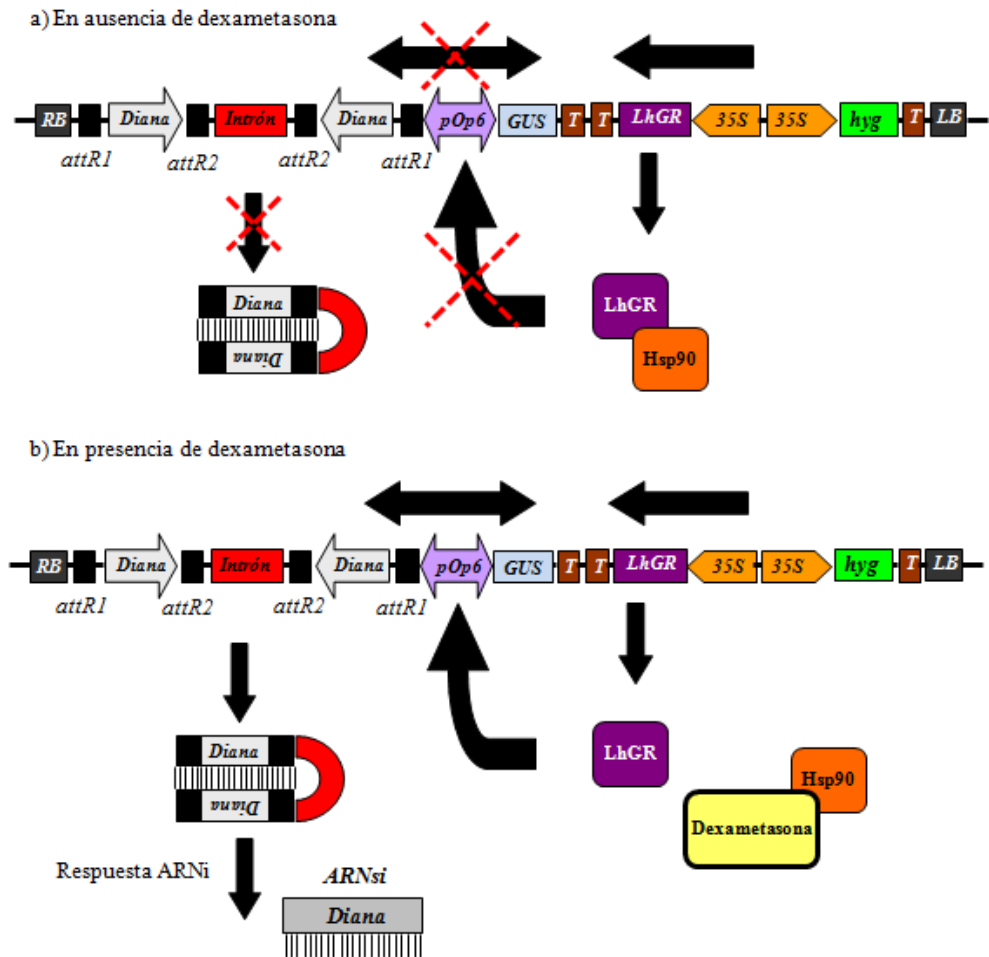 a) En ausencia de dexametasona
RB Diana Intrón Diana pOp6 GUS T T LhGR 35S 35S hyg T LB
attR1 attR2 attR2 attR1
Diana
Diana
LhGR
Hsp90
b) En presencia de dexametasona
RB Diana Intrón Diana pOp6 GUS T T LhGR 35S 35S hyg T LB
attR1 attR2 attR2 attR1
Diana
Diana
LhGR
Hsp90
Dexametasona
Respuesta ARNi
ARNsi
Diana